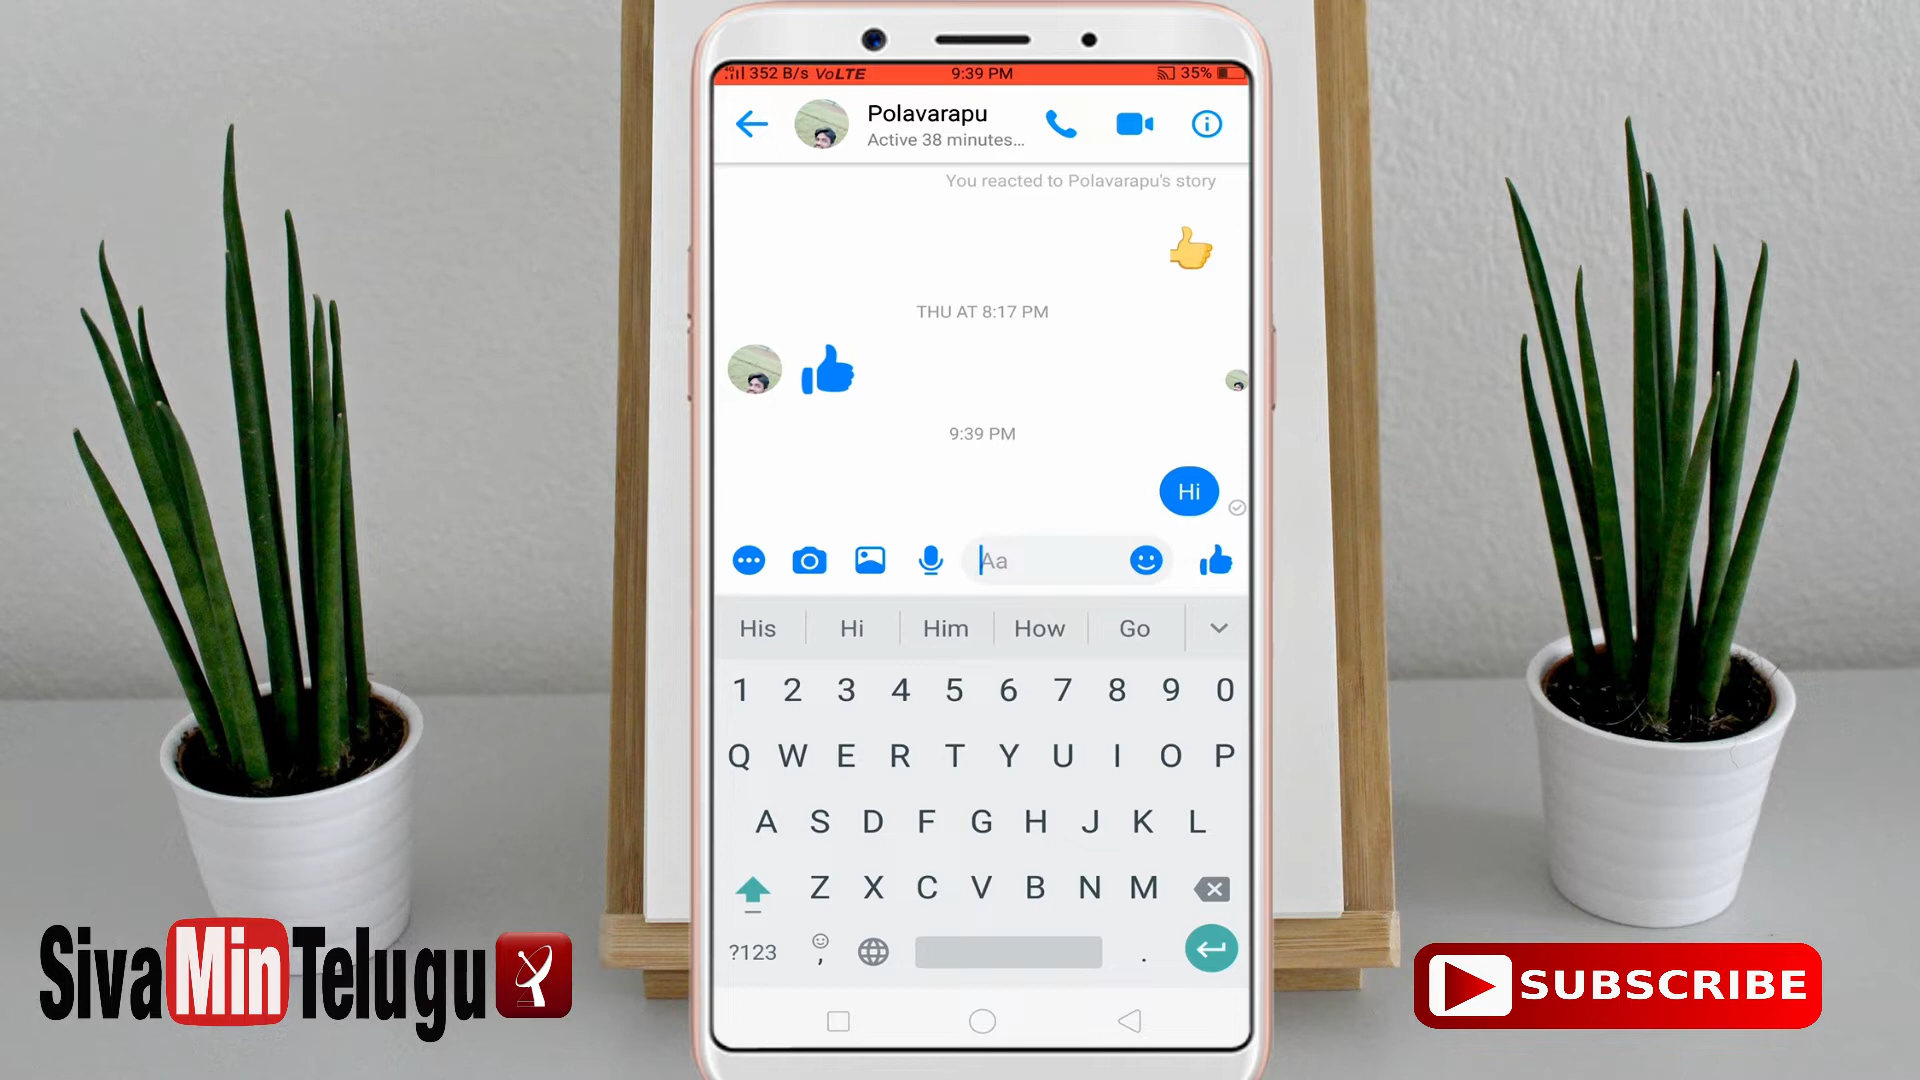 352 B/s VoLTE 9:39 PM 35%
Polavarapu
Active 38 minutes...
You reacted to Polavarapu's story
THU AT 8:17 PM
9:39 PM
Hi
Aa
His Hi Him How Go
1 2 3 4 5 6 7 8 9 0
Q W E R T Y U I O P
A S D F G H J K L
Z X C V B N M
?123 , .
SivaMinTelugu
SUBSCRIBE